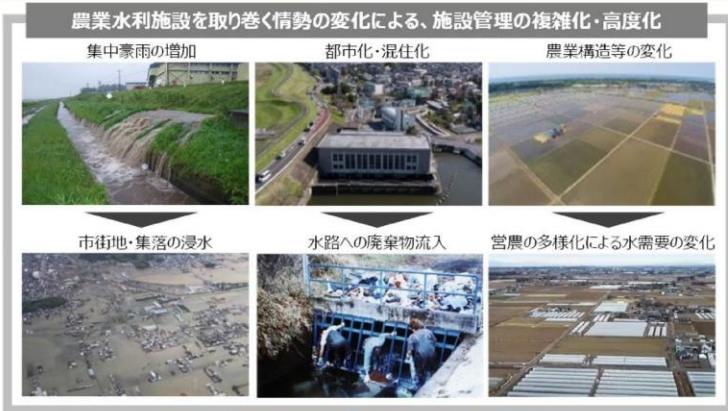 農業水利施設を取り巻く情勢の変化による、施設管理の複雑化・高度化
集中豪雨の増加
都市化・混住化
農業構造等の変化
市街地・集落の浸水
水路への廃棄物流入
営農の多様化による水需要の変化